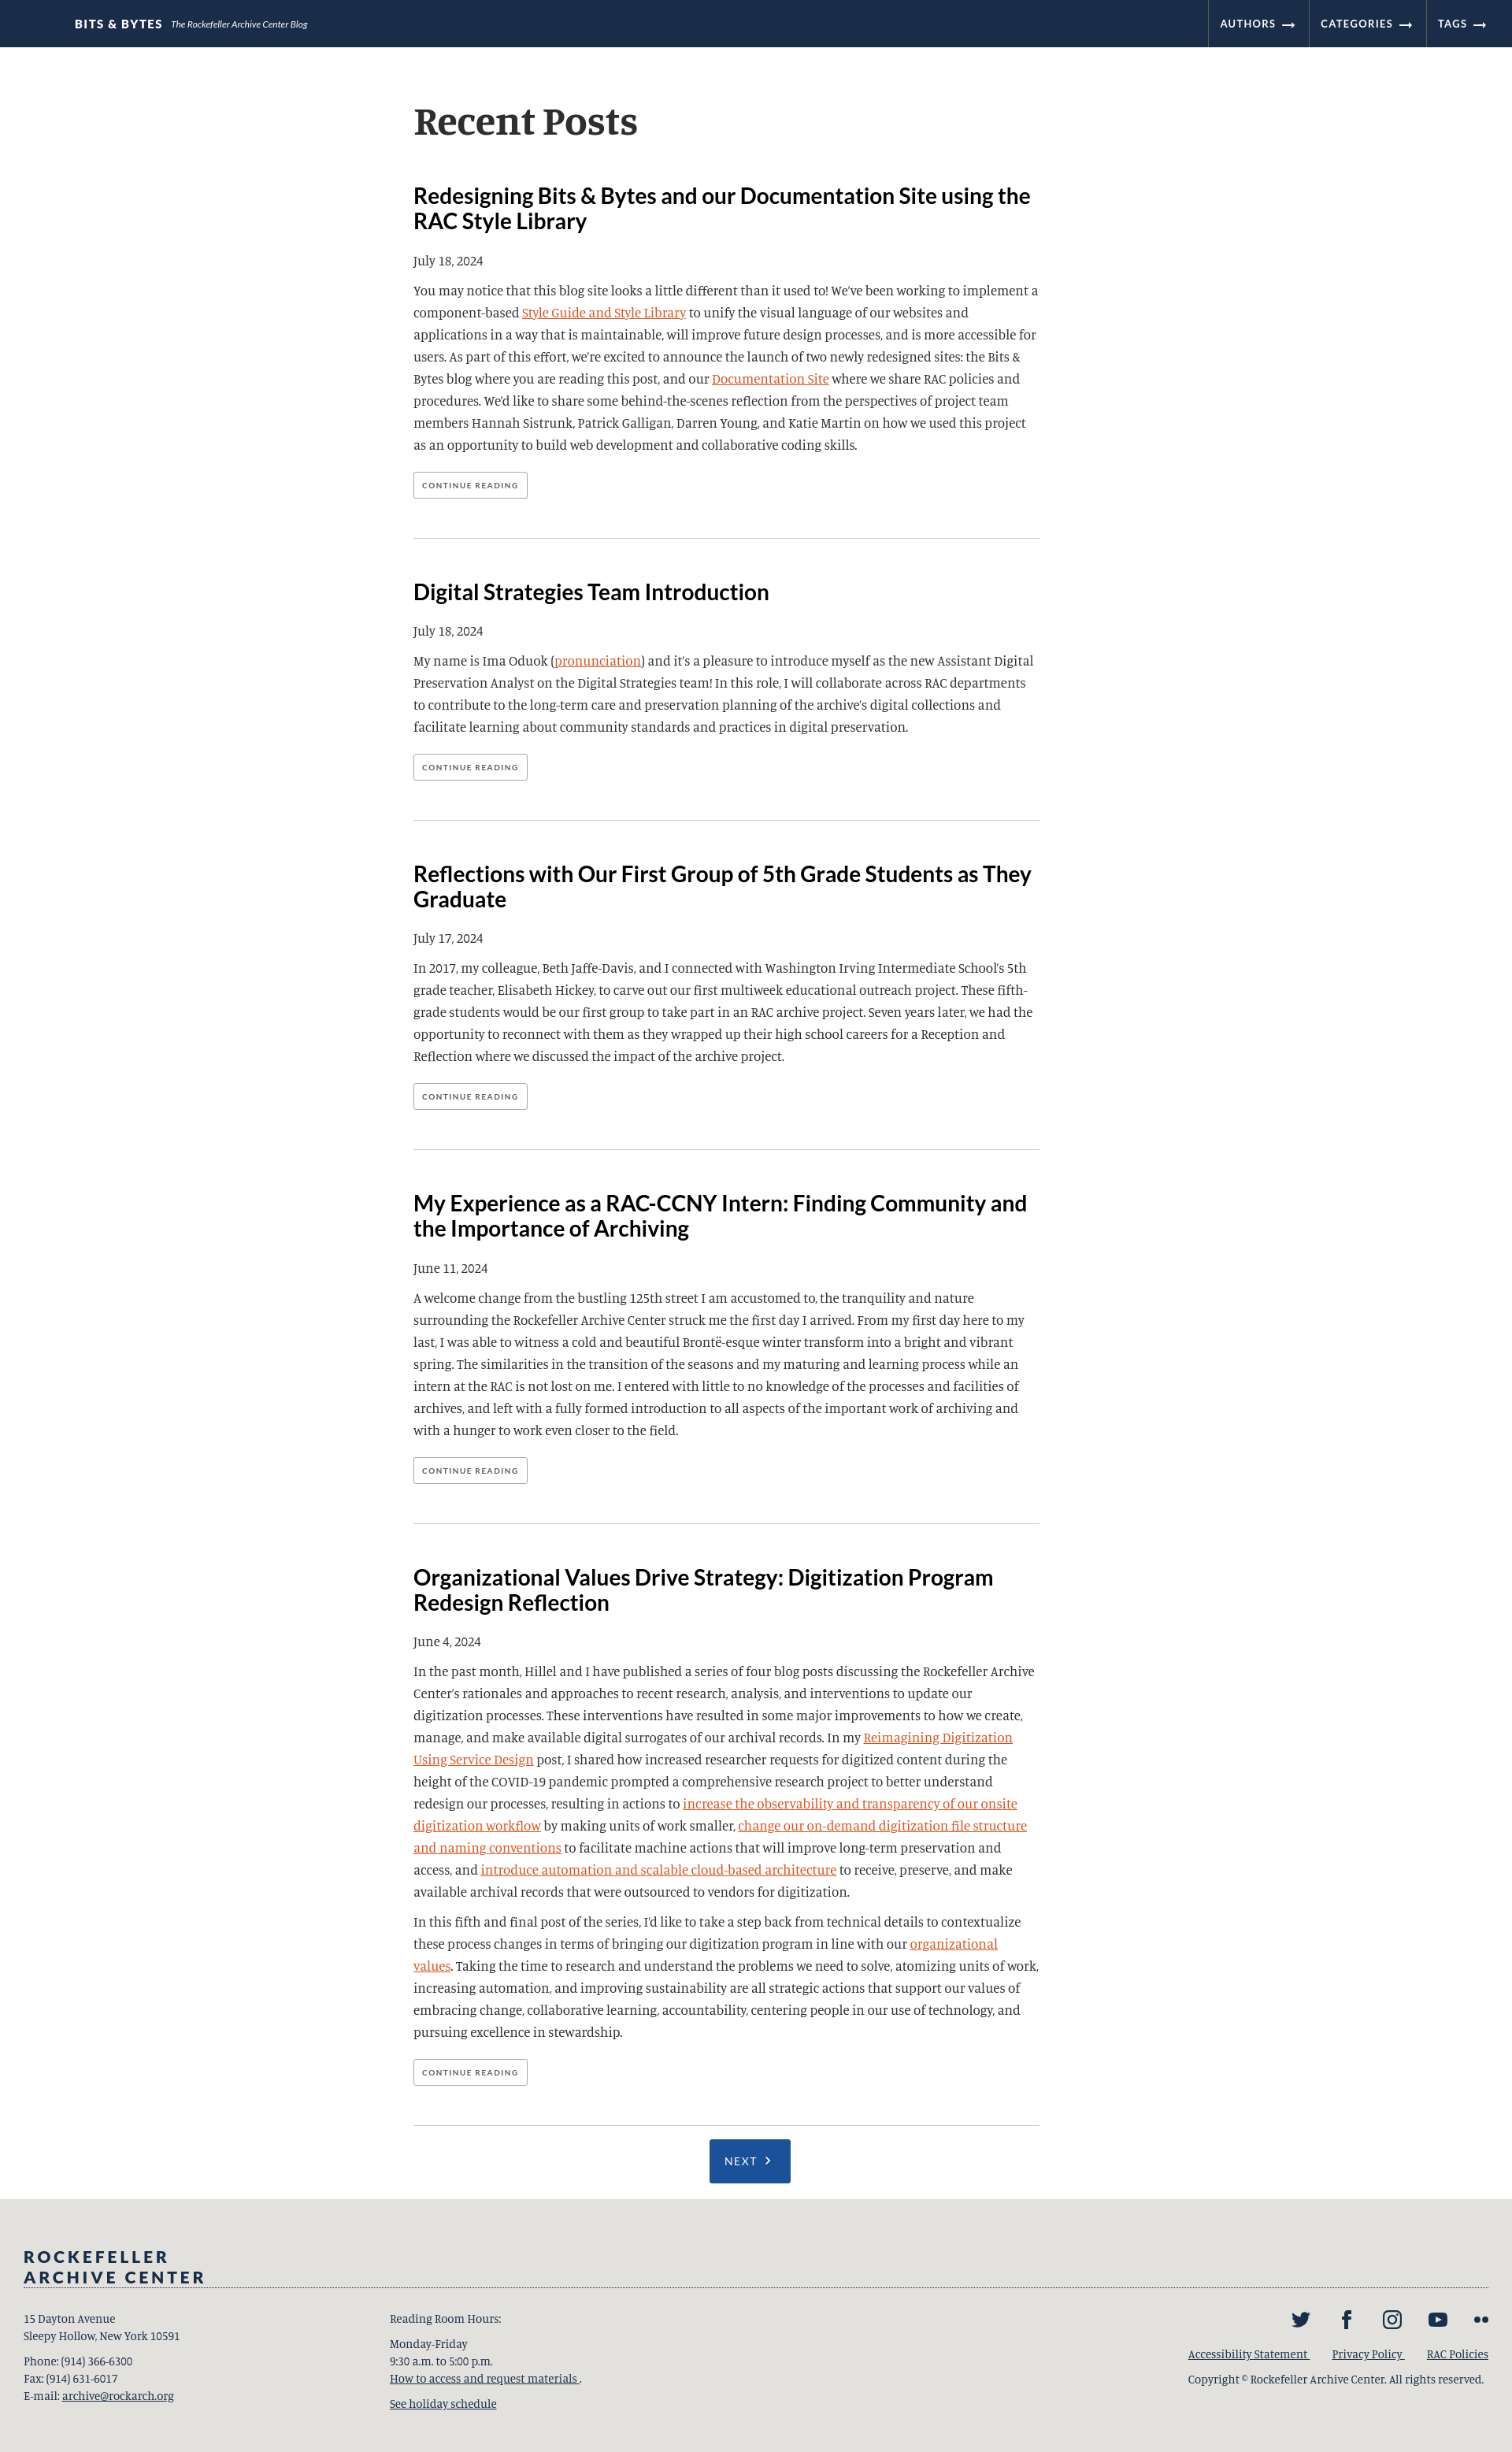 BITS & BYTES The Rockefeller Archive Center Blog AUTHORS CATEGORIES TAGS
Recent Posts
Redesigning Bits & Bytes and our Documentation Site using the
RAC Style Library
July 18, 2024
You may notice that this blog site looks a little different than it used to! We’ve been working to implement a
component-based Style Guide and Style Library to unify the visual language of our websites and
applications in a way that is maintainable, will improve future design processes, and is more accessible for
users. As part of this effort, we’re excited to announce the launch of two newly redesigned sites: the Bits &
Bytes blog where you are reading this post, and our Documentation Site where we share RAC policies and
procedures. We’d like to share some behind-the-scenes reflection from the perspectives of project team
members Hannah Sistrunk, Patrick Galligan, Darren Young, and Katie Martin on how we used this project
as an opportunity to build web development and collaborative coding skills.
CONTINUE READING
Digital Strategies Team Introduction
July 18, 2024
My name is Ima Oduok (pronunciation) and it’s a pleasure to introduce myself as the new Assistant Digital
Preservation Analyst on the Digital Strategies team! In this role, I will collaborate across RAC departments
to contribute to the long-term care and preservation planning of the archive’s digital collections and
facilitate learning about community standards and practices in digital preservation.
CONTINUE READING
Reflections with Our First Group of 5th Grade Students as They
Graduate
July 17, 2024
In 2017, my colleague, Beth Jaffe-Davis, and I connected with Washington Irving Intermediate School’s 5th
grade teacher, Elisabeth Hickey, to carve out our first multiweek educational outreach project. These fifth-
grade students would be our first group to take part in an RAC archive project. Seven years later, we had the
opportunity to reconnect with them as they wrapped up their high school careers for a Reception and
Reflection where we discussed the impact of the archive project.
CONTINUE READING
My Experience as a RAC-CCNY Intern: Finding Community and
the Importance of Archiving
June 11, 2024
A welcome change from the bustling 125th street I am accustomed to, the tranquility and nature
surrounding the Rockefeller Archive Center struck me the first day I arrived. From my first day here to my
last, I was able to witness a cold and beautiful Brontë-esque winter transform into a bright and vibrant
spring. The similarities in the transition of the seasons and my maturing and learning process while an
intern at the RAC is not lost on me. I entered with little to no knowledge of the processes and facilities of
archives, and left with a fully formed introduction to all aspects of the important work of archiving and
with a hunger to work even closer to the field.
CONTINUE READING
Organizational Values Drive Strategy: Digitization Program
Redesign Reflection
June 4, 2024
In the past month, Hillel and I have published a series of four blog posts discussing the Rockefeller Archive
Center’s rationales and approaches to recent research, analysis, and interventions to update our
digitization processes. These interventions have resulted in some major improvements to how we create,
manage, and make available digital surrogates of our archival records. In my Reimagining Digitization
Using Service Design post, I shared how increased researcher requests for digitized content during the
height of the COVID-19 pandemic prompted a comprehensive research project to better understand
redesign our processes, resulting in actions to increase the observability and transparency of our onsite
digitization workflow by making units of work smaller, change our on-demand digitization file structure
and naming conventions to facilitate machine actions that will improve long-term preservation and
access, and introduce automation and scalable cloud-based architecture to receive, preserve, and make
available archival records that were outsourced to vendors for digitization.
In this fifth and final post of the series, I’d like to take a step back from technical details to contextualize
these process changes in terms of bringing our digitization program in line with our organizational
values. Taking the time to research and understand the problems we need to solve, atomizing units of work,
increasing automation, and improving sustainability are all strategic actions that support our values of
embracing change, collaborative learning, accountability, centering people in our use of technology, and
pursuing excellence in stewardship.
CONTINUE READING
NEXT
ROCKEFELLER
ARCHIVE CENTER
15 Dayton Avenue
Sleepy Hollow, New York 10591
Phone: (914) 366-6300
Fax: (914) 631-6017
E-mail: archive@rockarch.org
Reading Room Hours:
Monday-Friday
9:30 a.m. to 5:00 p.m.
How to access and request materials .
See holiday schedule
Accessibility Statement Privacy Policy RAC Policies
Copyright © Rockefeller Archive Center. All rights reserved.